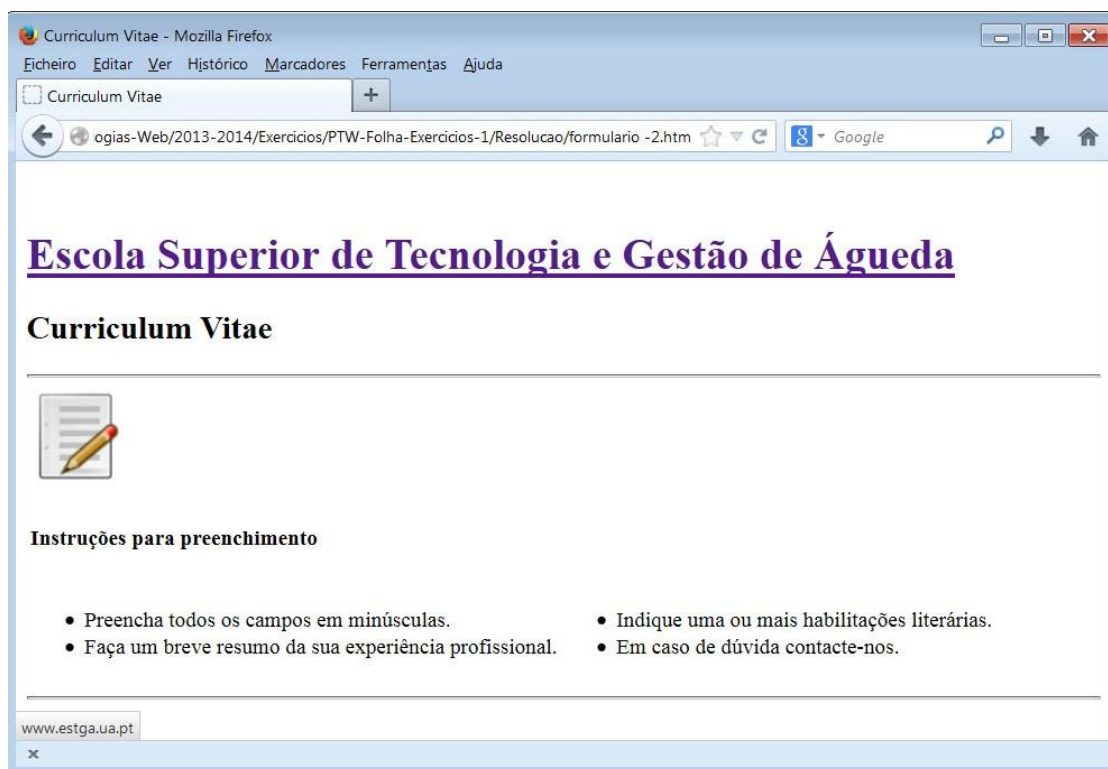 Curriculum Vitae - Mozilla Firefox
Ficheiro Editar Ver Histórico Marcadores Ferramentas Ajuda
Curriculum Vitae +
ogias-Web/2013-2014/Exercicios/PTW-Folha-Exercicios-1/Resolucao/formulario -2.htm 8 Google
Escola Superior de Tecnologia e Gestão de Águeda
Curriculum Vitae
Instruções para preenchimento
• Preencha todos os campos em minúsculas. • Indique uma ou mais habilitações literárias.
• Faça um breve resumo da sua experiência profissional. • Em caso de dúvida contacte-nos.
www.estga.ua.pt
x